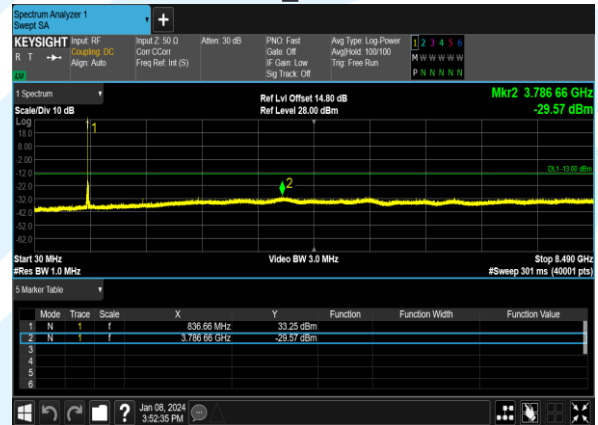 Spectrum Analyzer 1
Swept SA
+
KEYSIGHT
R T
LV
Input: RF
Coupling: DC
Align: Auto
Input Z: 50 Ω
Corr CCorr
Freq Ref: Int (S)
Atten: 30 dB
PNO: Fast
Gate: Off
IF Gain: Low
Sig Track: Off
Avg Type: Log-Power
Avg|Hold: 100/100
Trig: Free Run
1 2 3 4 5 6
M W W W W W
P N N N N N
1 Spectrum
Scale/Div 10 dB
Ref Lvl Offset 14.80 dB
Ref Level 28.00 dBm
Mkr2 3.786 66 GHz
-29.57 dBm
Log
18.0
8.00
-2.00
-12.0
-22.0
-32.0
-42.0
-52.0
-62.0
1
2
DL1 -13.00 dBm
Start 30 MHz
#Res BW 1.0 MHz
Video BW 3.0 MHz
Stop 8.490 GHz
#Sweep 301 ms (40001 pts)
5 Marker Table
Mode Trace Scale X Y Function Function Width Function Value
1 N 1 f 836.66 MHz 33.25 dBm
2 N 1 f 3.786 66 GHz -29.57 dBm
3
4
5
6
?
Jan 08, 2024
3:52:35 PM